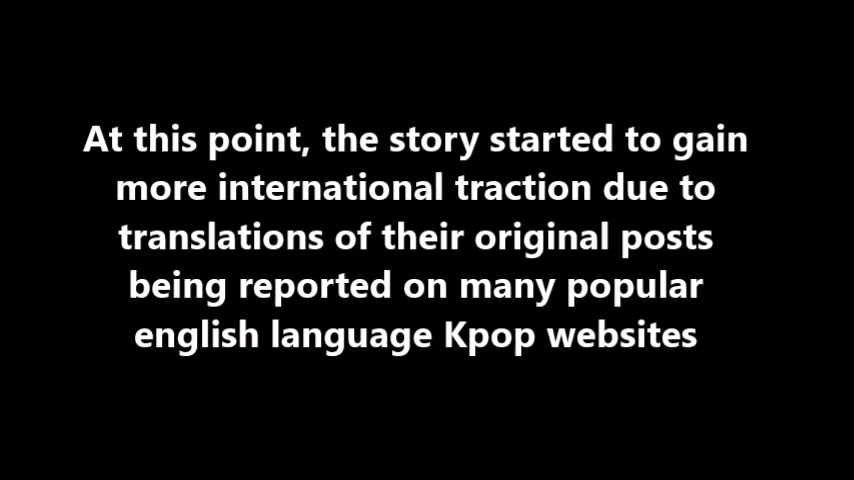 At this point, the story started to gain
more international traction due to
translations of their original posts
being reported on many popular
english language Kpop websites